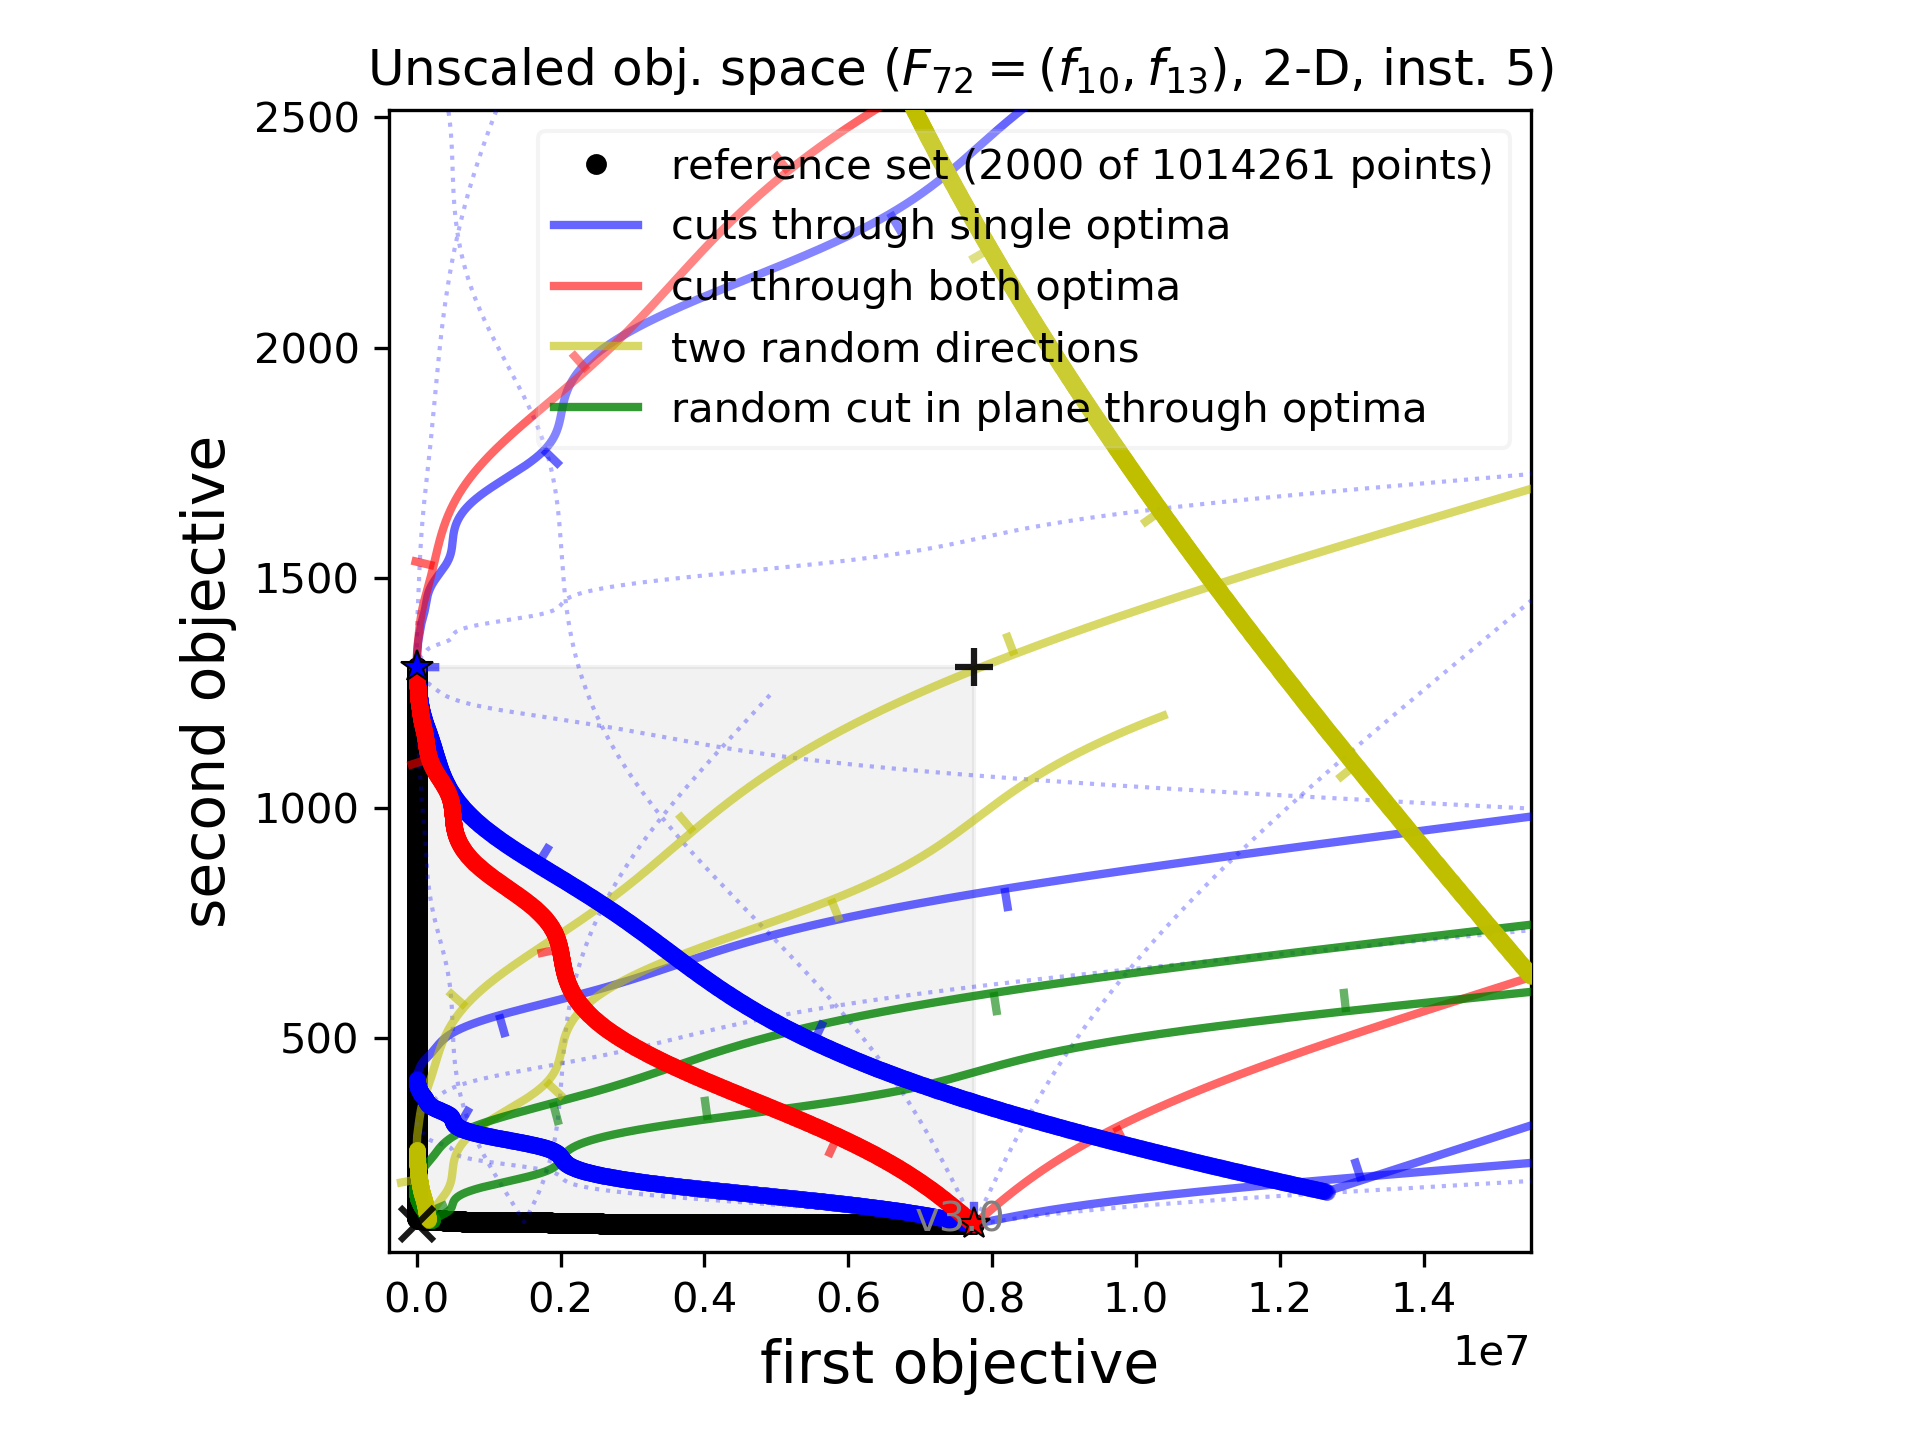 Unscaled obj. space (F72 = (f10, f13), 2-D, inst. 5)
2500
2000
1500
1000
500
second objective
reference set (2000 of 1014261 points)
cuts through single optima
cut through both optima
two random directions
random cut in plane through optima
v3.0
0.0 0.2 0.4 0.6 0.8 1.0 1.2 1.4
1e7
first objective